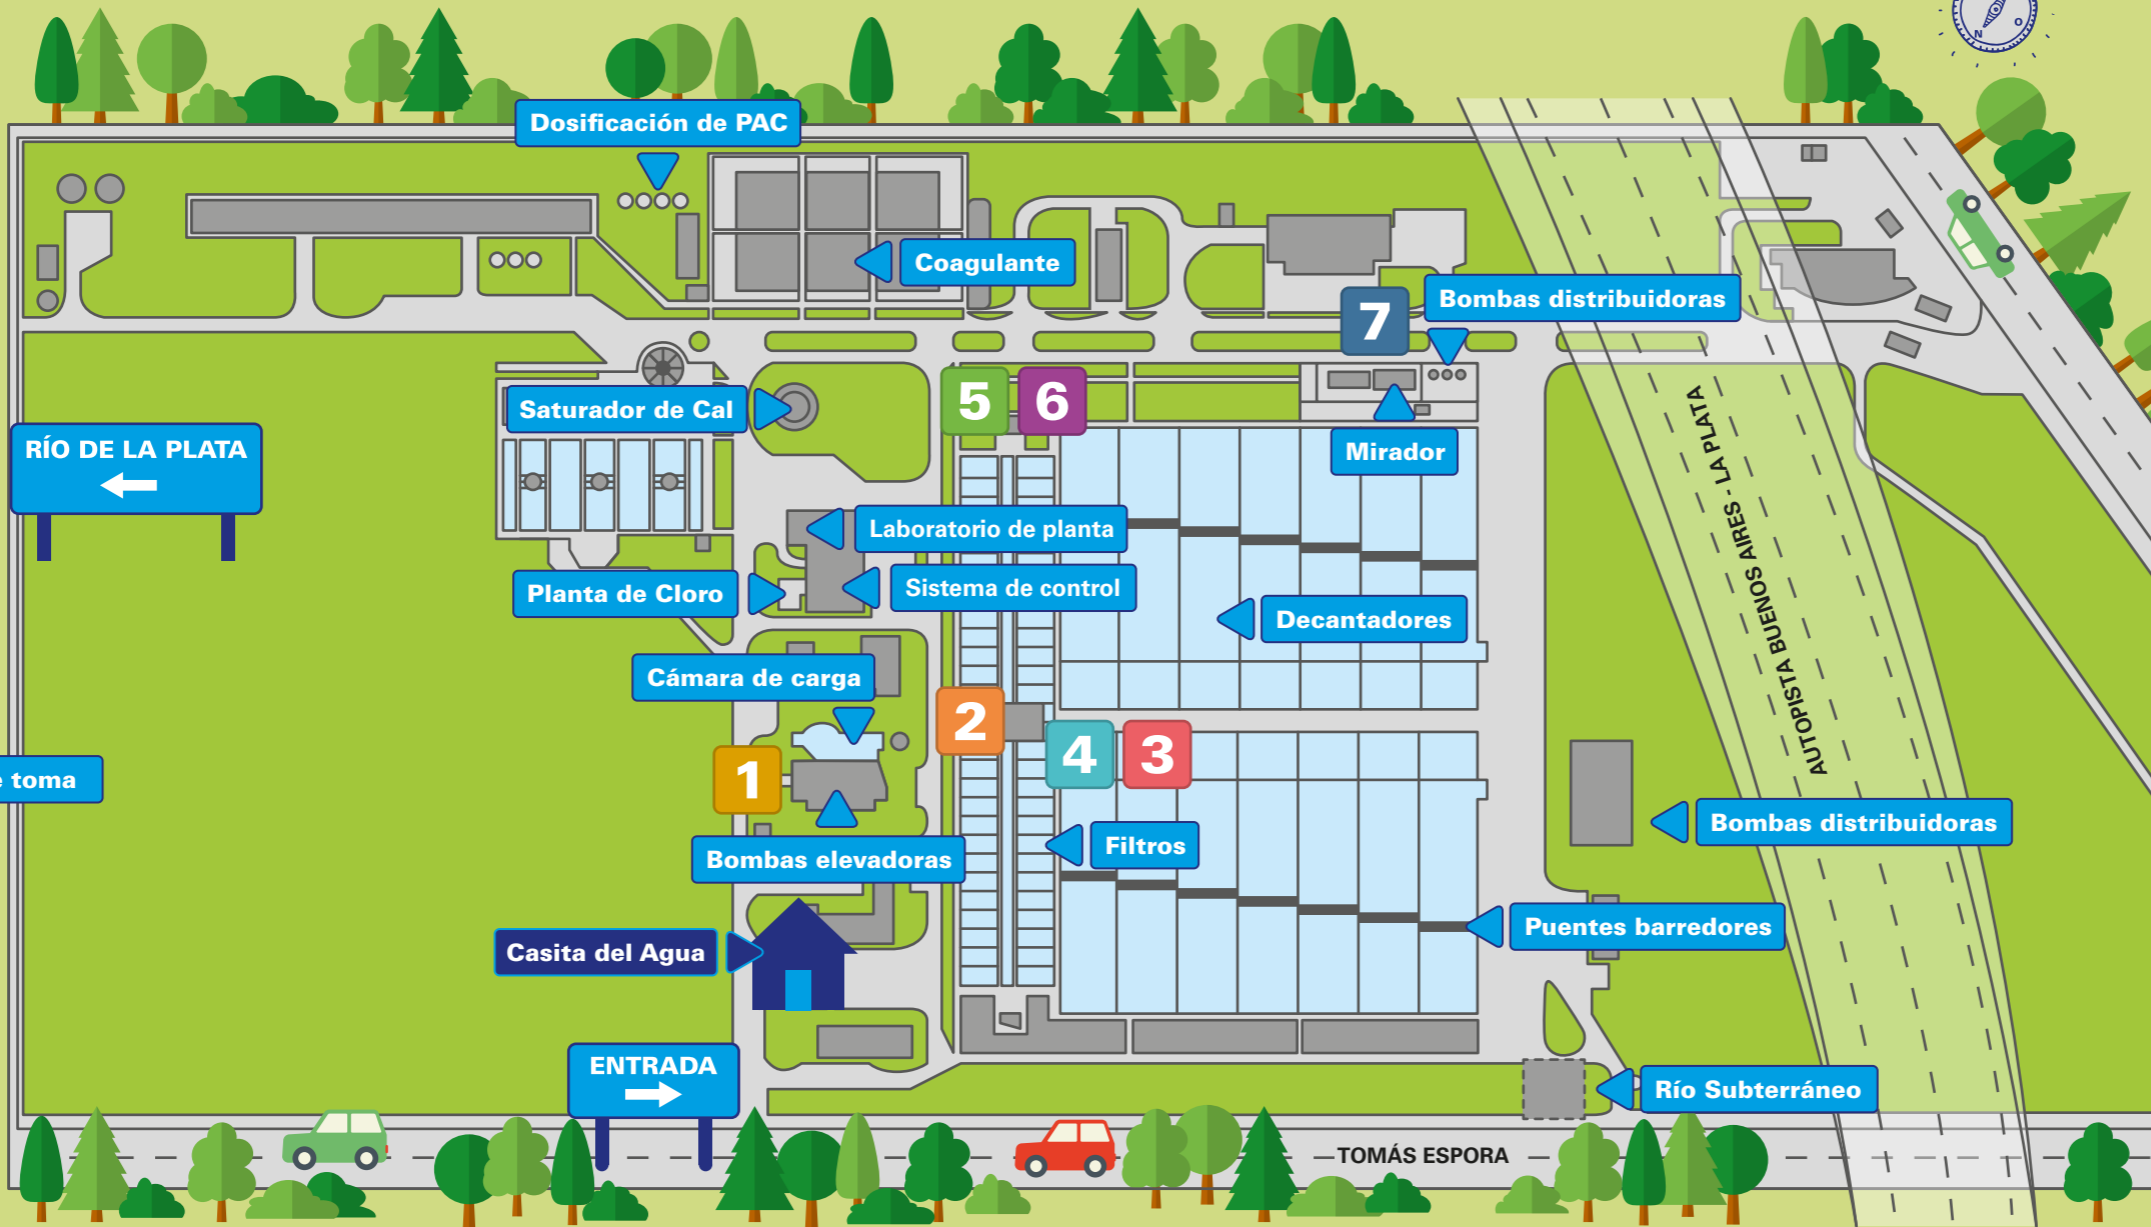 O
N
Dosificación de PAC
Coagulante
Bombas distribuidoras
7
5
6
Saturador de Cal
Mirador
RÍO DE LA PLATA
Laboratorio de planta
Sistema de control
Planta de Cloro
Decantadores
Cámara de carga
AUTOPISTA BUENOS AIRES - LA PLATA
2
4
3
1
toma
Bombas distribuidoras
Filtros
Bombas elevadoras
Puentes barredores
Casita del Agua
ENTRADA
Río Subterráneo
TOMÁS ESPORA